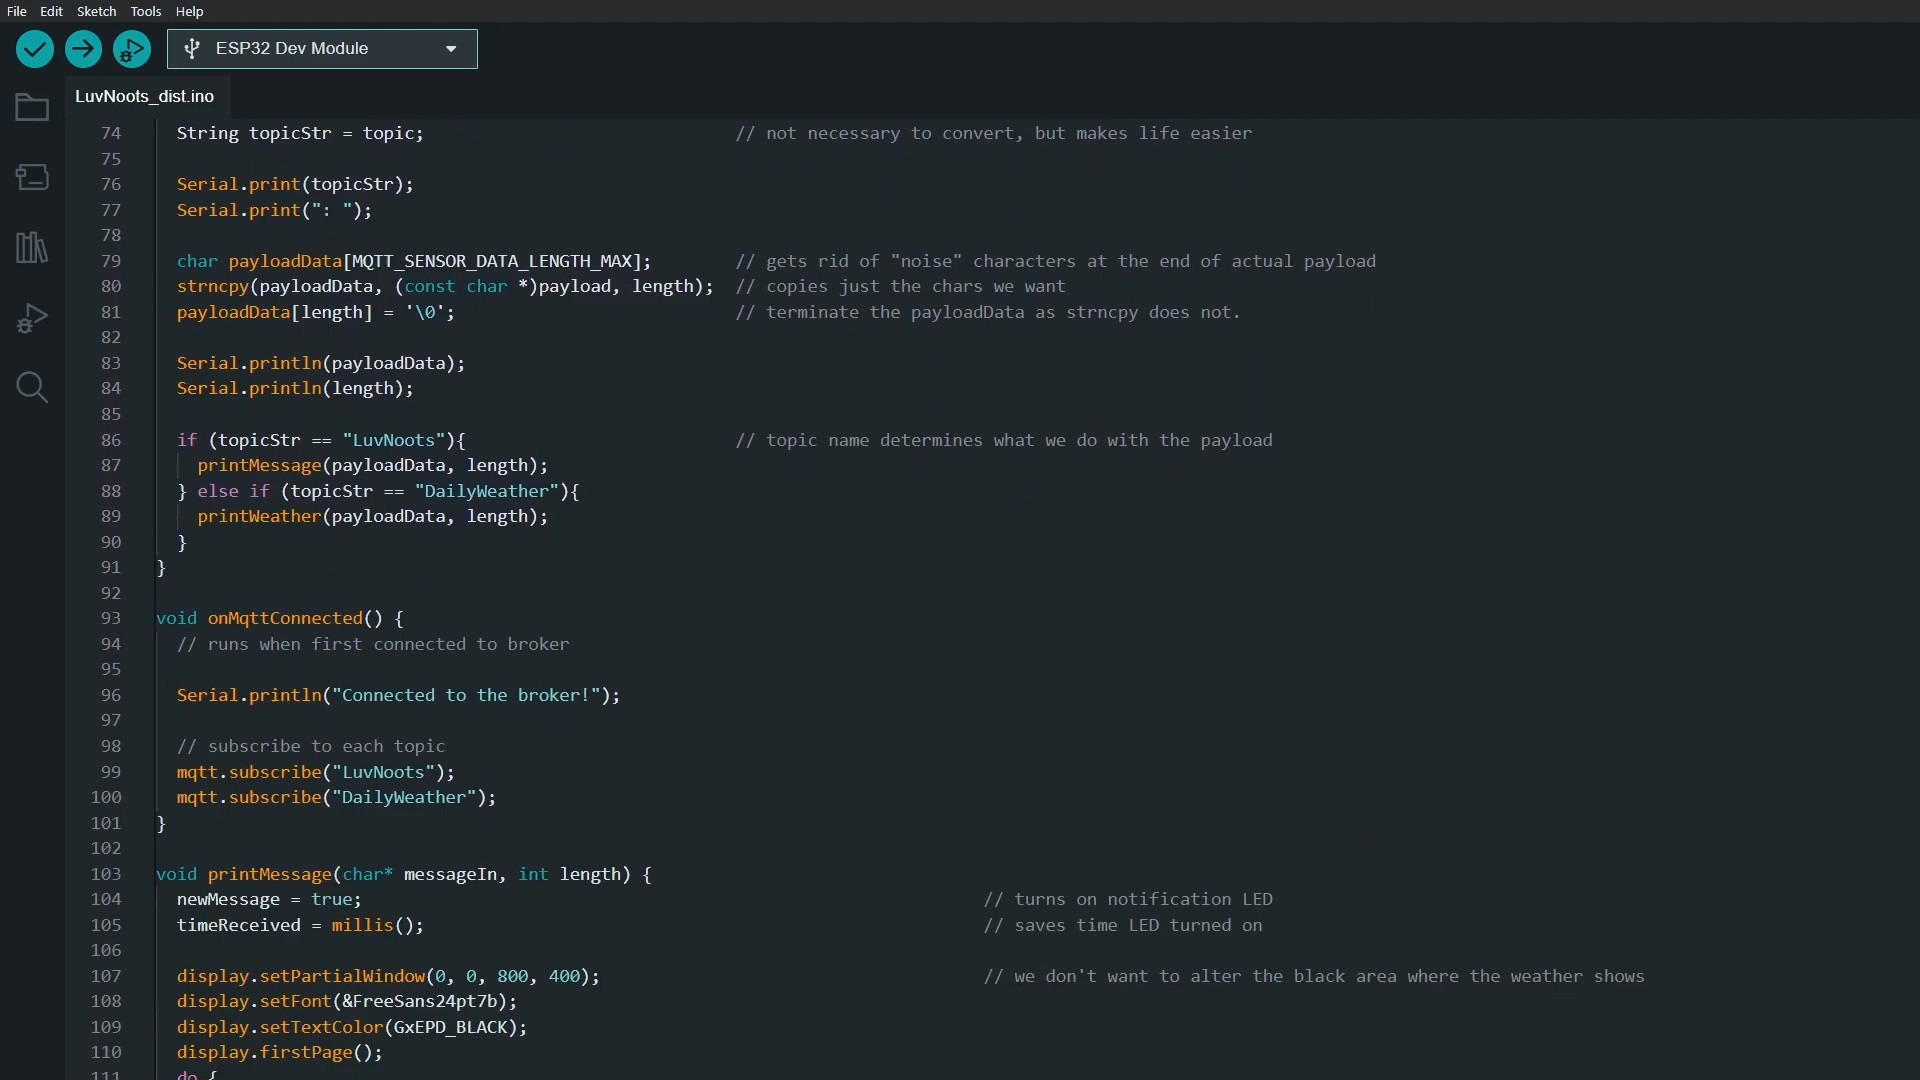 File Edit Sketch Tools Help
ESP32 Dev Module
LuvNoots_dist.ino
74 String topicStr = topic; // not necessary to convert, but makes life easier
75
76 Serial.print(topicStr);
77 Serial.print(": ");
78
79 char payloadData[MQTT_SENSOR_DATA_LENGTH_MAX]; // gets rid of "noise" characters at the end of actual payload
80 strncpy(payloadData, (const char *)payload, length); // copies just the chars we want
81 payloadData[length] = '\0'; // terminate the payloadData as strncpy does not.
82
83 Serial.println(payloadData);
84 Serial.println(length);
85
86 if (topicStr == "LuvNoots"){ // topic name determines what we do with the payload
87 printMessage(payloadData, length);
88 } else if (topicStr == "DailyWeather"){
89 printWeather(payloadData, length);
90 }
91 }
92
93 void onMqttConnected() {
94 // runs when first connected to broker
95
96 Serial.println("Connected to the broker!");
97
98 // subscribe to each topic
99 mqtt.subscribe("LuvNoots");
100 mqtt.subscribe("DailyWeather");
101 }
102
103 void printMessage(char* messageIn, int length) {
104 newMessage = true; // turns on notification LED
105 timeReceived = millis(); // saves time LED turned on
106
107 display.setPartialWindow(0, 0, 800, 400); // we don't want to alter the black area where the weather shows
108 display.setFont(&FreeSans24pt7b);
109 display.setTextColor(GxEPD_BLACK);
110 display.firstPage();
111 do {